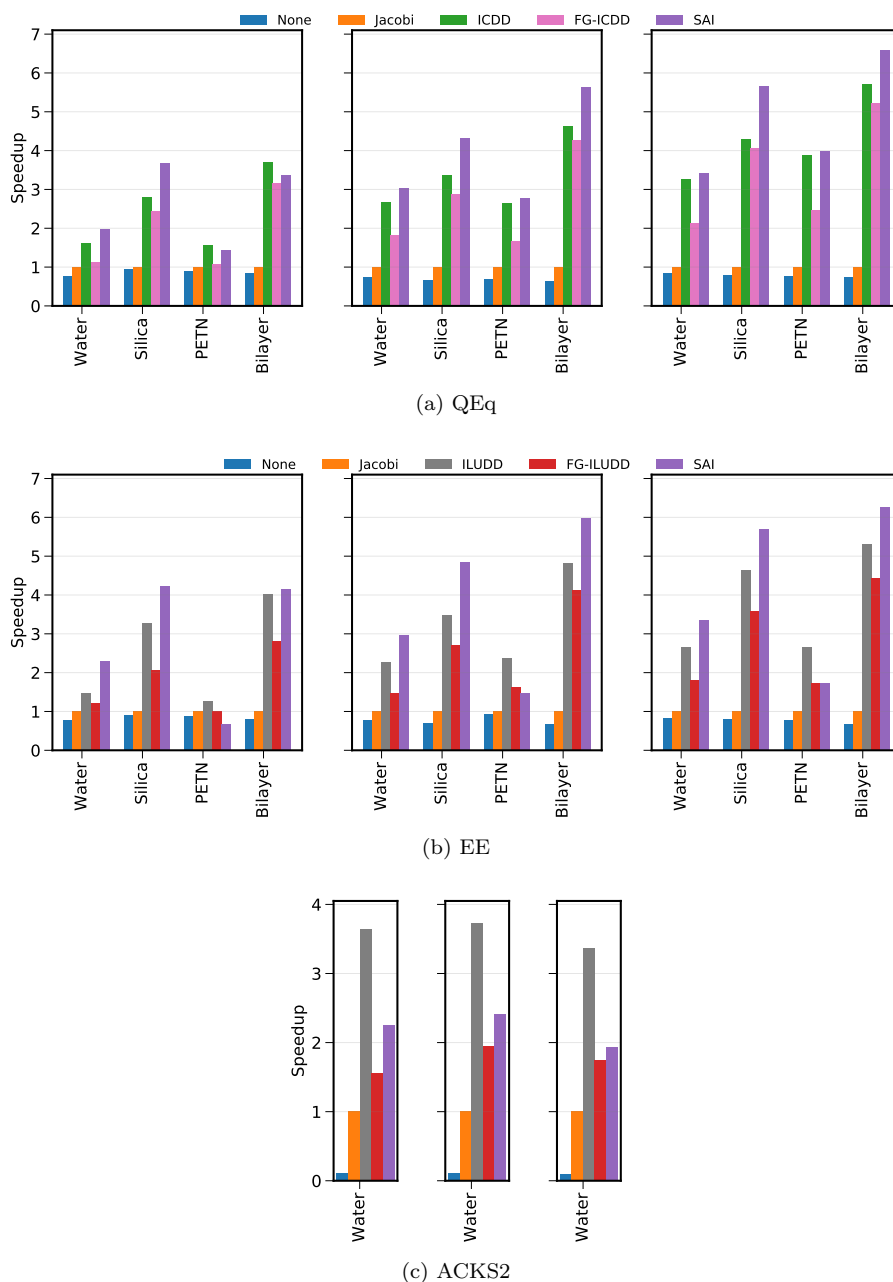 None Jacobi ICDD FG-ICDD SAI
7
6
5
4
3
2
1
0
Speedup
Water Silica PETN Bilayer Water Silica PETN Bilayer Water Silica PETN Bilayer
(a) QEq
None Jacobi ILUDD FG-ILUDD SAI
7
6
5
4
3
2
1
0
Speedup
Water Silica PETN Bilayer Water Silica PETN Bilayer Water Silica PETN Bilayer
(b) EE
4
3
2
1
0
Speedup
Water Water Water
(c) ACKS2